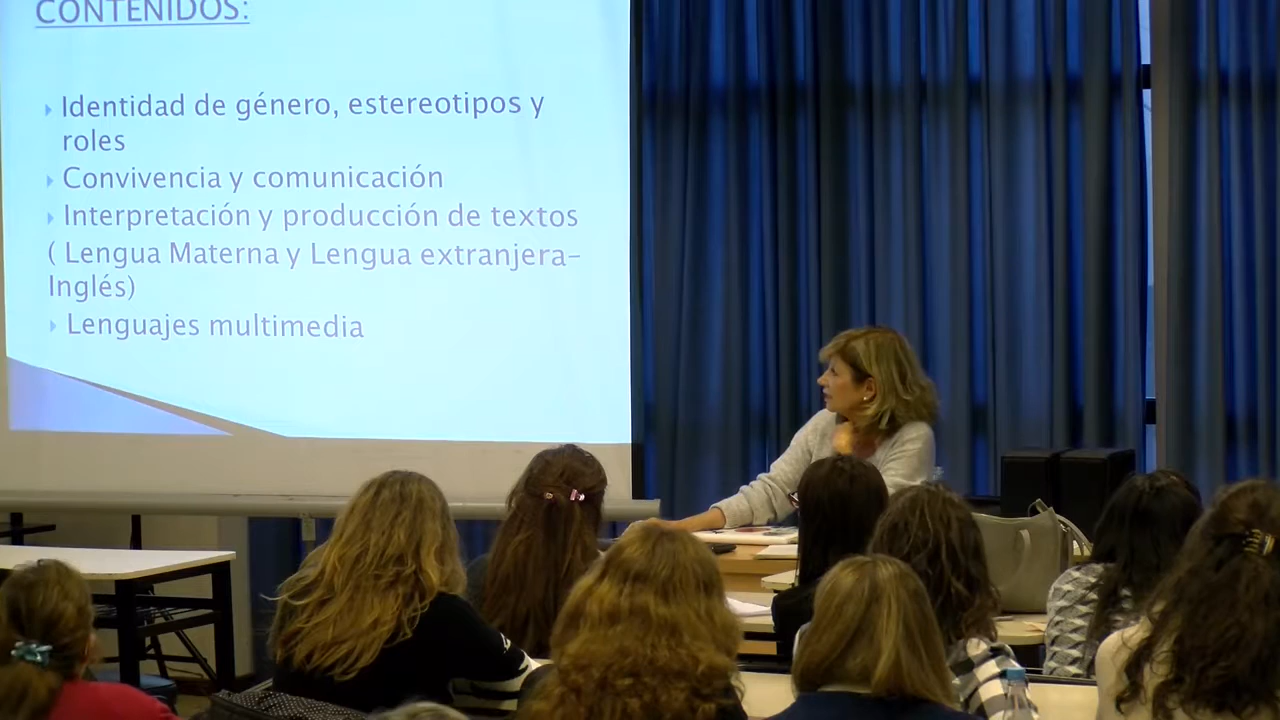 CONTENIDOS:
Identidad de género, estereotipos y
roles
Convivencia y comunicación
Interpretación y producción de textos
( Lengua Materna y Lengua extranjera-
Inglés)
Lenguajes multimedia